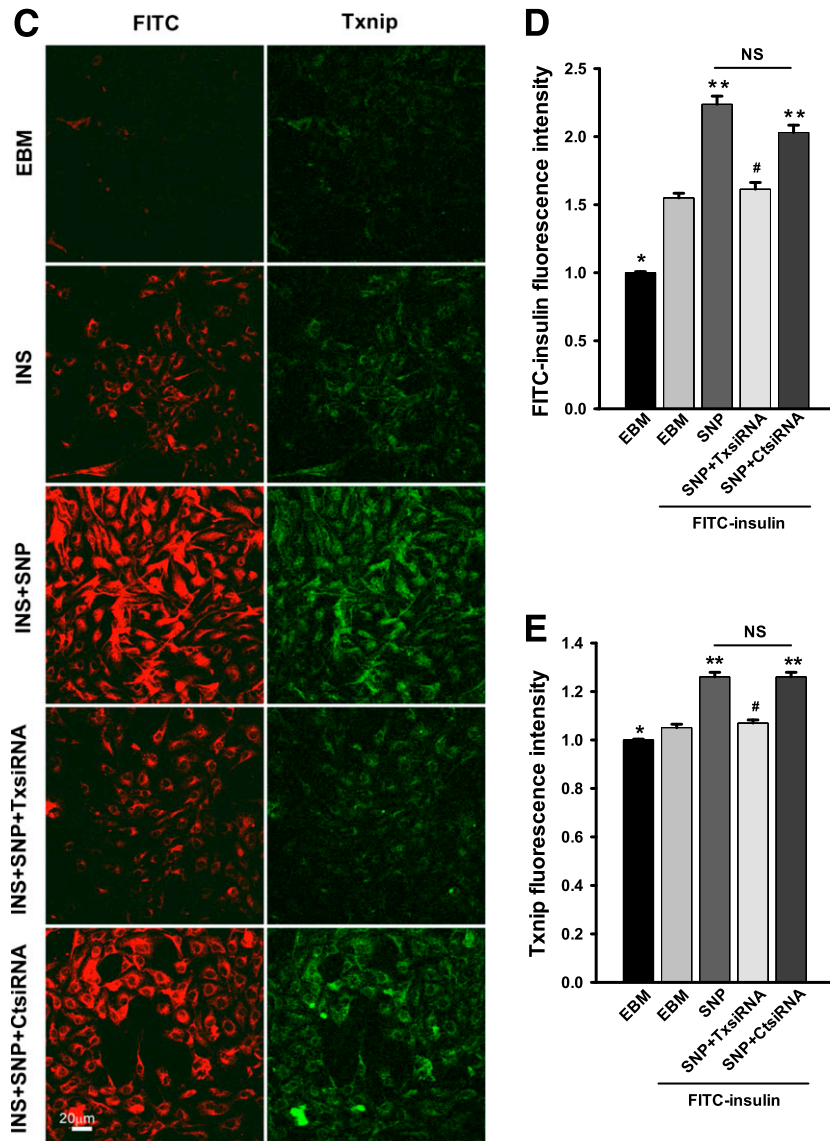 C
FITC
Txnip
EBM
INS
INS+SNP
INS+SNP+TxsiRNA
INS+SNP+CtsiRNA
20µm
D
FITC-insulin fluorescence intensity
2.5
2.0
1.5
1.0
0.5
0.0
NS
*
**
#
**
EBM
EBM
SNP
SNP+TxsiRNA
SNP+CtsiRNA
FITC-insulin
E
Txnip fluorescence intensity
1.4
1.2
1.0
0.8
0.6
0.4
0.2
0.0
NS
*
**
#
**
EBM
EBM
SNP
SNP+TxsiRNA
SNP+CtsiRNA
FITC-insulin